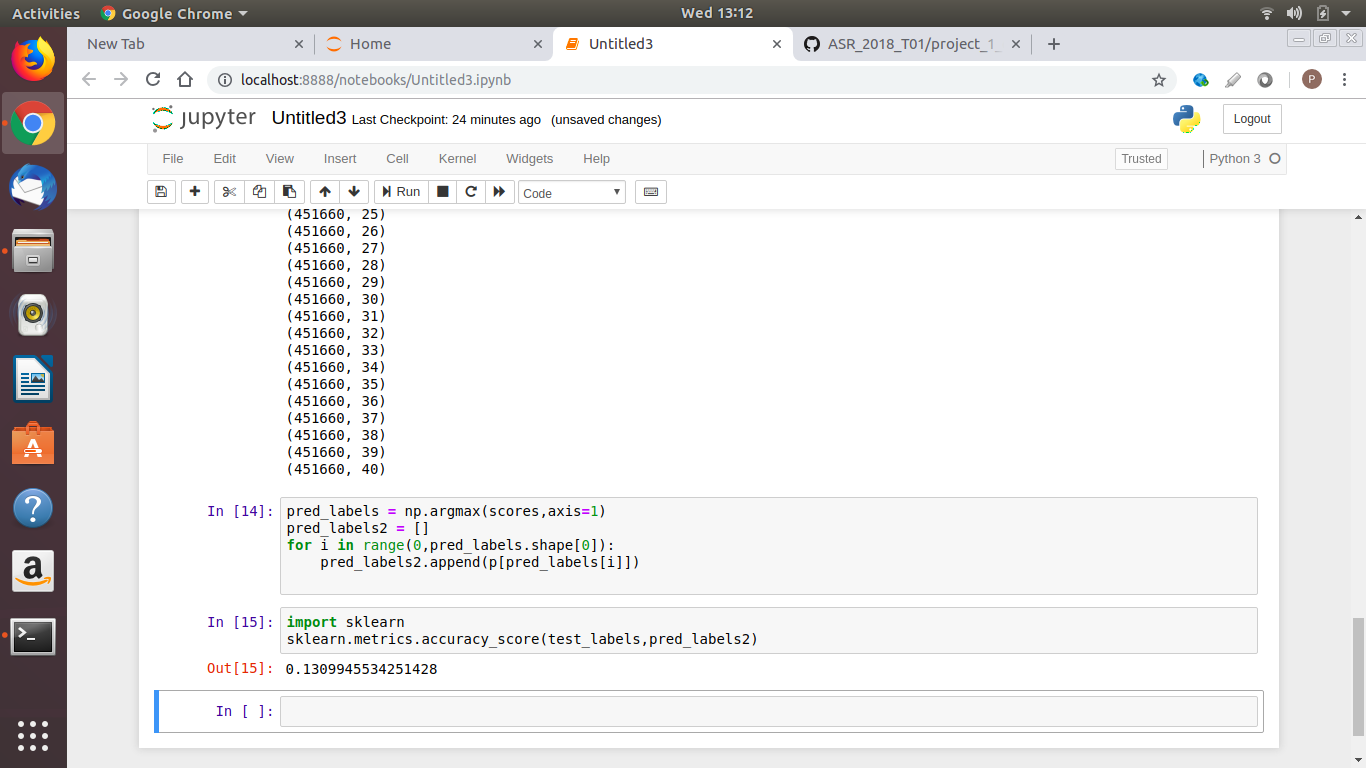 Activities Google Chrome Wed 13:12
New Tab Home Untitled3 ASR_2018_T01/project_1_
localhost:8888/notebooks/Untitled3.ipynb P
jupyter Untitled3 Last Checkpoint: 24 minutes ago (unsaved changes) Logout
File Edit View Insert Cell Kernel Widgets Help Trusted Python 3
Run Code
(451660, 25)
(451660, 26)
(451660, 27)
(451660, 28)
(451660, 29)
(451660, 30)
(451660, 31)
(451660, 32)
(451660, 33)
(451660, 34)
(451660, 35)
(451660, 36)
(451660, 37)
(451660, 38)
(451660, 39)
(451660, 40)
In [14]: pred_labels = np.argmax(scores,axis=1)
pred_labels2 = []
for i in range(0,pred_labels.shape[0]):
    pred_labels2.append(p[pred_labels[i]])
In [15]: import sklearn
sklearn.metrics.accuracy_score(test_labels,pred_labels2)
Out[15]: 0.1309945534251428
In [ ]: